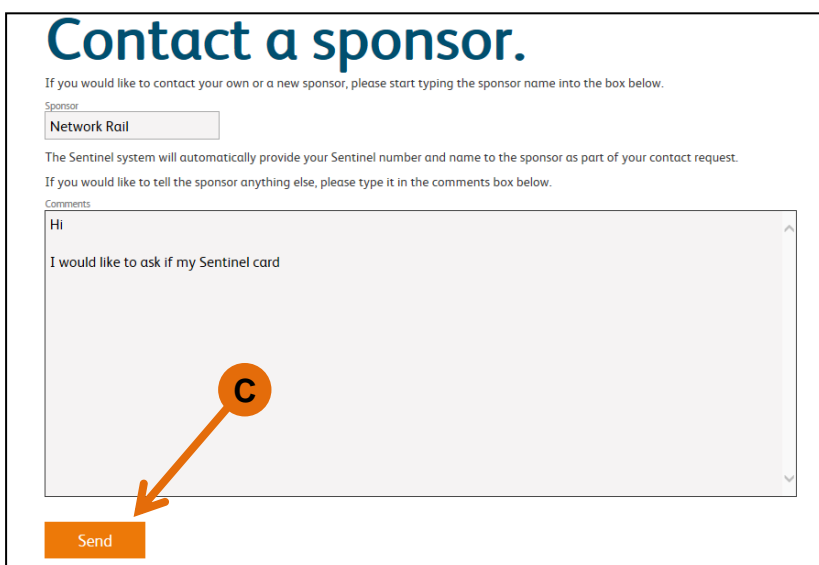 Contact a sponsor.
If you would like to contact your own or a new sponsor, please start typing the sponsor name into the box below.
Sponsor
Network Rail
The Sentinel system will automatically provide your Sentinel number and name to the sponsor as part of your contact request.
If you would like to tell the sponsor anything else, please type it in the comments box below.
Comments
Hi
I would like to ask if my Sentinel card
C
Send